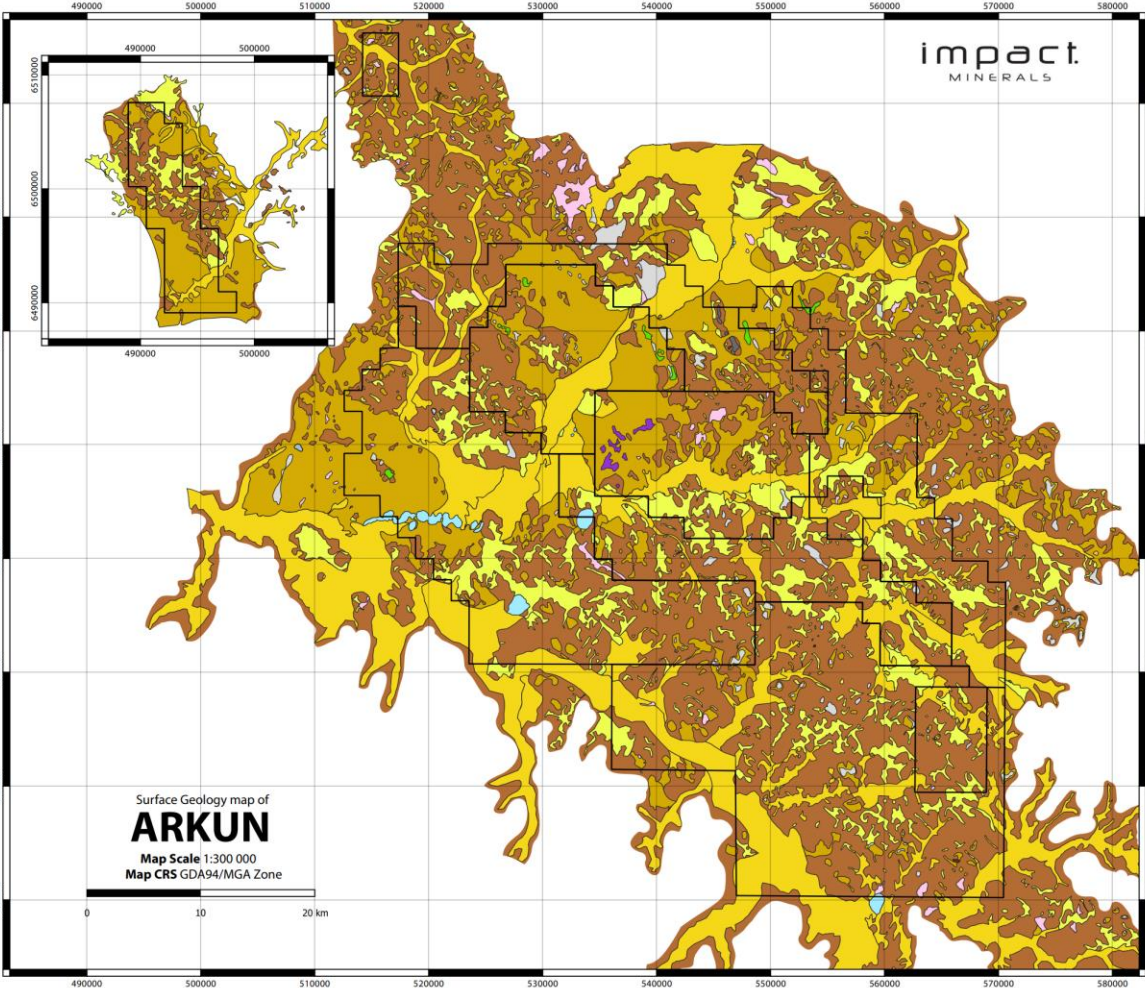 490000 500000 510000 520000 530000 540000 550000 560000 570000 580000
impact.
MINERALS
490000 500000
6510000
6500000
6490000
490000 500000
Surface Geology map of
ARKUN
Map Scale 1:300 000
Map CRS GDA94/MGA Zone
0 10 20 km
490000 500000 510000 520000 530000 540000 550000 560000 570000 580000